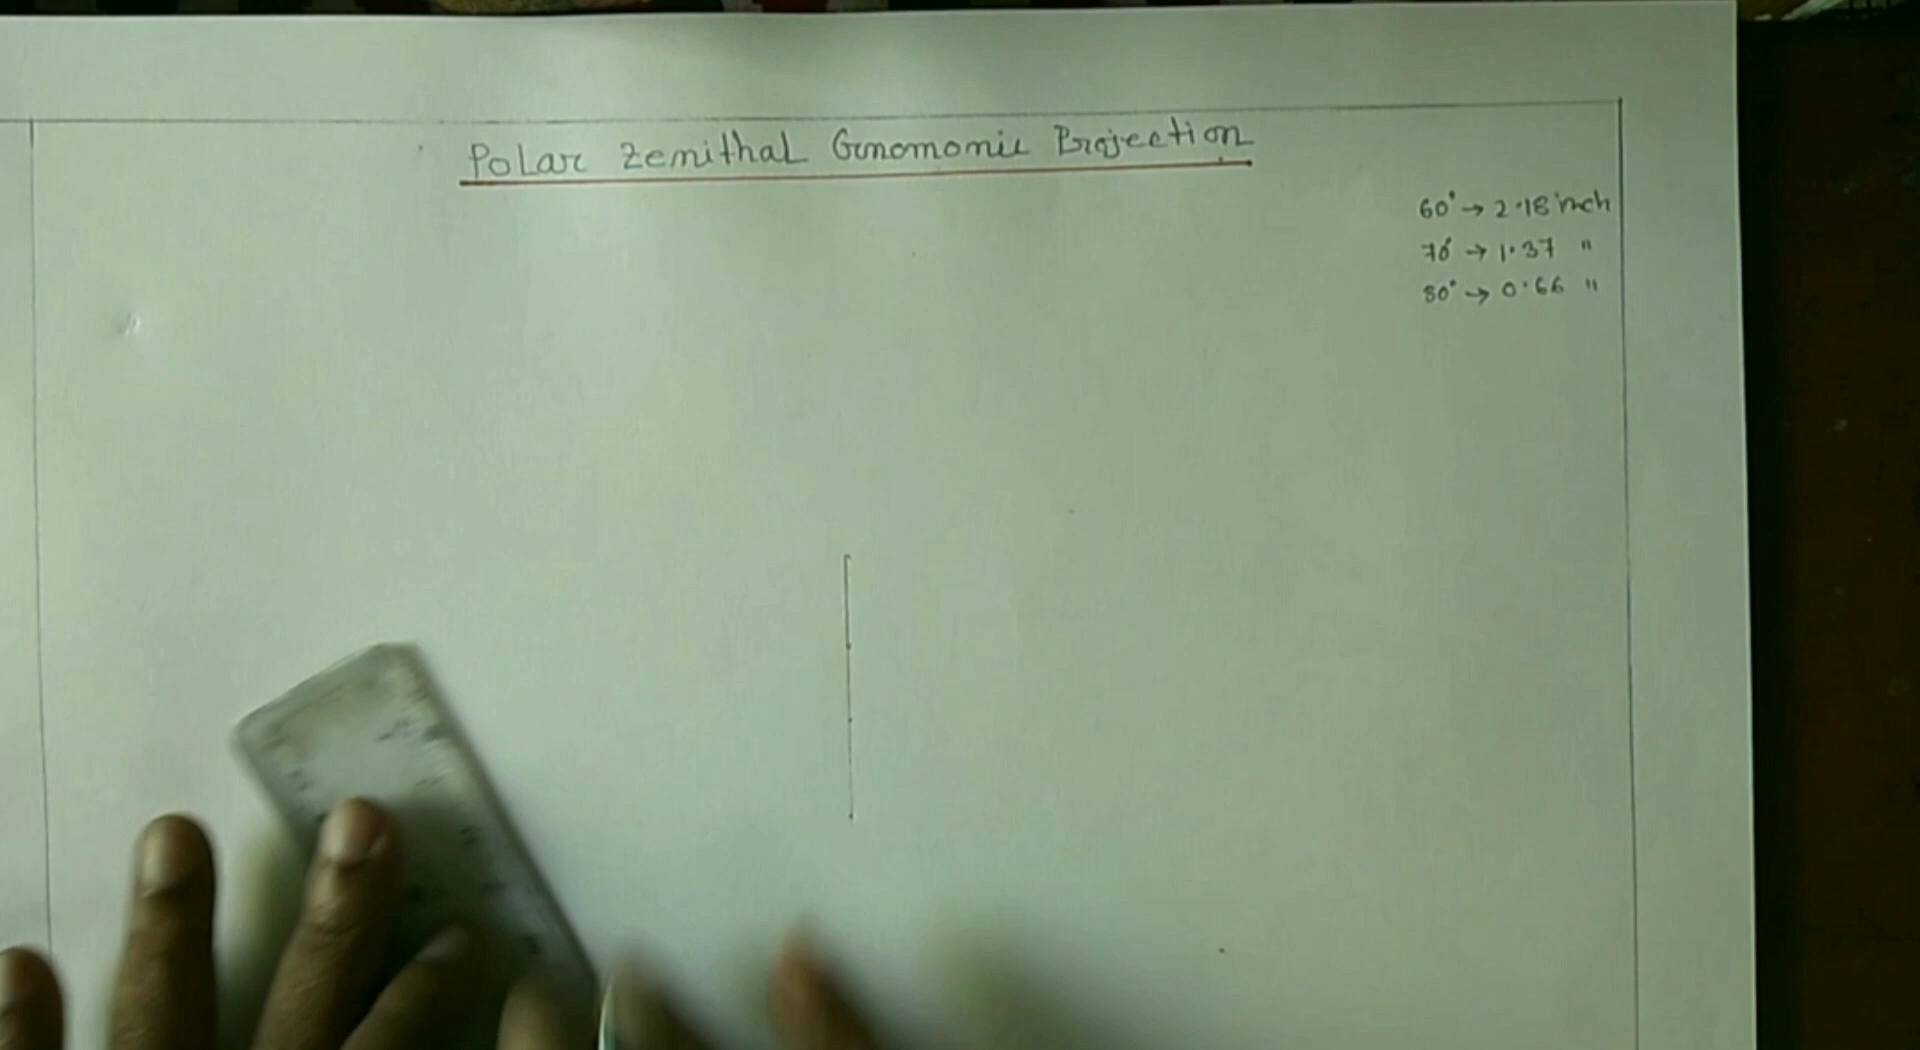 Polar Zenithal Gnomonic Projection
60° → 2.18 inch
70° → 1.37 "
80° → 0.66 "